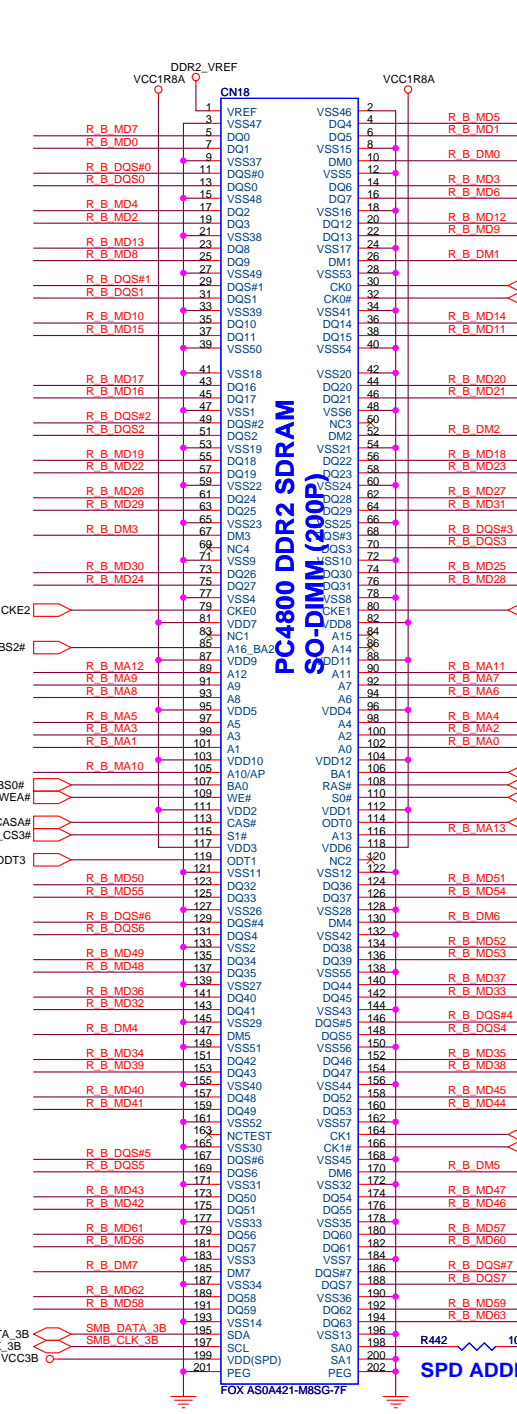 DDR2_VREF
VCC1R8A VCC1R8A
CN18
1 VREF VSS46 2
3 VSS47 DQ4 4 R_B_MD5
R_B_MD7 5 DQ0 DQ5 6 R_B_MD1
R_B_MD0 7 DQ1 VSS15 8
9 VSS37 DM0 10 R_B_DM0
R_B_DQS#0 11 DQS#0 VSS5 12
R_B_DQS0 13 DQS0 DQ6 14 R_B_MD3
15 VSS48 DQ7 16 R_B_MD6
R_B_MD4 17 DQ2 VSS16 18
R_B_MD2 19 DQ3 DQ12 20 R_B_MD12
21 VSS38 DQ13 22 R_B_MD9
R_B_MD13 23 DQ8 VSS17 24
R_B_MD8 25 DQ9 DM1 26 R_B_DM1
27 VSS49 VSS53 28
R_B_DQS#1 29 DQS#1 CK0 30
R_B_DQS1 31 DQS1 CK0# 32
33 VSS39 VSS41 34
R_B_MD10 35 DQ10 DQ14 36 R_B_MD14
R_B_MD15 37 DQ11 DQ15 38 R_B_MD11
39 VSS50 VSS54 40
41 VSS18 VSS20 42
R_B_MD17 43 DQ16 DQ20 44 R_B_MD20
R_B_MD16 45 DQ17 DQ21 46 R_B_MD21
47 VSS1 VSS6 48
R_B_DQS#2 49 DQS#2 NC3 50
R_B_DQS2 51 DQS2 DM2 52 R_B_DM2
53 VSS19 VSS21 54
R_B_MD19 55 DQ18 DQ22 56 R_B_MD18
R_B_MD22 57 DQ19 DQ23 58 R_B_MD23
59 VSS22 VSS24 60
R_B_MD26 61 DQ24 DQ28 62 R_B_MD27
R_B_MD29 63 DQ25 DQ29 64 R_B_MD31
65 VSS23 VSS25 66
R_B_DM3 67 DM3 DQS#3 68 R_B_DQS#3
69 NC4 DQS3 70 R_B_DQS3
71 VSS9 VSS10 72
R_B_MD30 73 DQ26 DQ30 74 R_B_MD25
R_B_MD24 75 DQ27 DQ31 76 R_B_MD28
77 VSS4 VSS8 78
CKE2 79 CKE0 CKE1 80
81 VDD7 VDD8 82
83 NC1 A15 84
BS2# 85 A16_BA2 A14 86
87 VDD9 VDD11 88
R_B_MA12 89 A12 A11 90 R_B_MA11
R_B_MA9 91 A9 A7 92 R_B_MA7
R_B_MA8 93 A8 A6 94 R_B_MA6
95 VDD5 VDD4 96
R_B_MA5 97 A5 A4 98 R_B_MA4
R_B_MA3 99 A3 A2 100 R_B_MA2
R_B_MA1 101 A1 A0 102 R_B_MA0
103 VDD10 VDD12 104
R_B_MA10 105 A10/AP BA1 106
BS0# 107 BA0 RAS# 108
WEA# 109 WE# S0# 110
111 VDD2 VDD1 112
CASA# 113 CAS# ODT0 114
_CS3# 115 S1# A13 116 R_B_MA13
117 VDD3 VDD6 118
ODT3 119 ODT1 NC2 120
121 VSS11 VSS12 122
R_B_MD50 123 DQ32 DQ36 124 R_B_MD51
R_B_MD55 125 DQ33 DQ37 126 R_B_MD54
127 VSS26 VSS28 128
R_B_DQS#6 129 DQS#4 DM4 130 R_B_DM6
R_B_DQS6 131 DQS4 VSS42 132
133 VSS2 DQ38 134 R_B_MD52
R_B_MD49 135 DQ34 DQ39 136 R_B_MD53
R_B_MD48 137 DQ35 VSS55 138
139 VSS27 DQ44 140 R_B_MD37
R_B_MD36 141 DQ40 DQ45 142 R_B_MD33
R_B_MD32 143 DQ41 VSS43 144
145 VSS29 DQS#5 146 R_B_DQS#4
R_B_DM4 147 DM5 DQS5 148 R_B_DQS4
149 VSS51 VSS56 150
R_B_MD34 151 DQ42 DQ46 152 R_B_MD35
R_B_MD39 153 DQ43 DQ47 154 R_B_MD38
155 VSS40 VSS44 156
R_B_MD40 157 DQ48 DQ52 158 R_B_MD45
R_B_MD41 159 DQ49 DQ53 160 R_B_MD44
161 VSS52 VSS57 162
163 NCTEST CK1 164
165 VSS30 CK1# 166
R_B_DQS#5 167 DQS#6 VSS45 168
R_B_DQS5 169 DQS6 DM6 170 R_B_DM5
171 VSS31 VSS32 172
R_B_MD43 173 DQ50 DQ54 174 R_B_MD47
R_B_MD42 175 DQ51 DQ55 176 R_B_MD46
177 VSS33 VSS35 178
R_B_MD61 179 DQ56 DQ60 180 R_B_MD57
R_B_MD56 181 DQ57 DQ61 182 R_B_MD60
183 VSS3 VSS7 184
R_B_DM7 185 DM7 DQS#7 186 R_B_DQS#7
187 VSS34 DQS7 188 R_B_DQS7
R_B_MD62 189 DQ58 VSS36 190
R_B_MD58 191 DQ59 DQ62 192 R_B_MD59
193 VSS14 DQ63 194 R_B_MD63
TA_3B SMB_DATA_3B 195 SDA VSS13 196
K_3B SMB_CLK_3B 197 SCL SA0 198 R442 10
VCC3B 199 VDD(SPD) SA1 200
201 PEG PEG 202
PC4800 DDR2 SDRAM
SO-DIMM (200P)
SPD ADD
FOX AS0A421-M8SG-7F